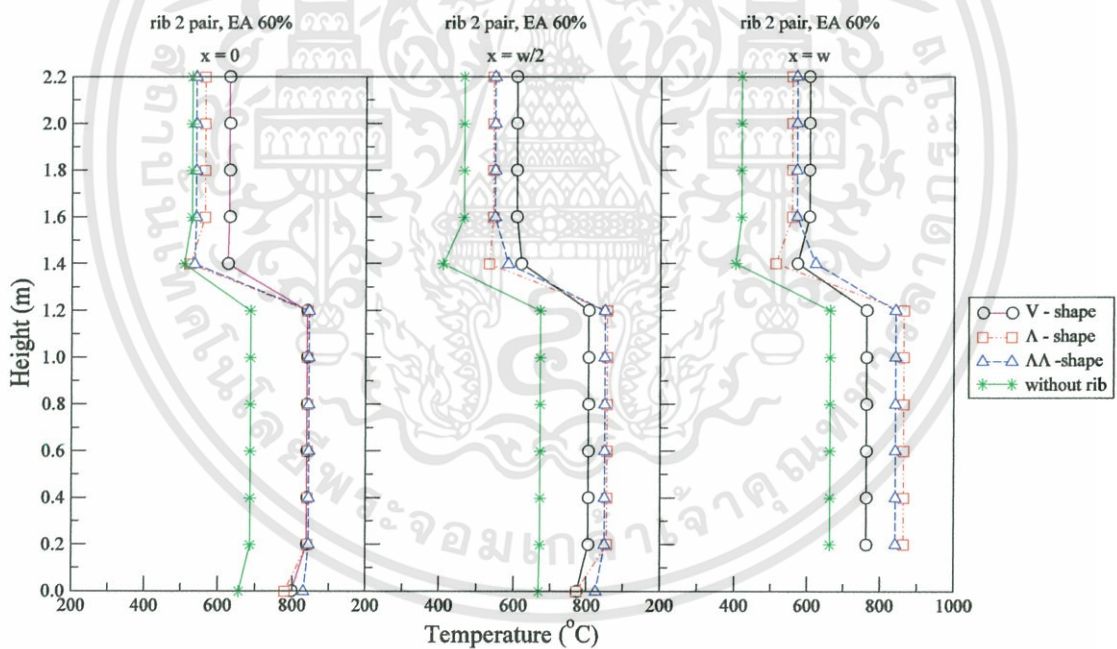 rib 2 pair, EA 60% rib 2 pair, EA 60% rib 2 pair, EA 60%
x = 0 x = w/2 x = w
2.2
2.0
1.8
1.6
1.4
1.2
1.0
0.8
0.6
0.4
0.2
0.0
Height (m)
200 400 600 800 200 400 600 800 200 400 600 800 1000
Temperature (°C)
V - shape
Λ - shape
ΛΛ -shape
without rib